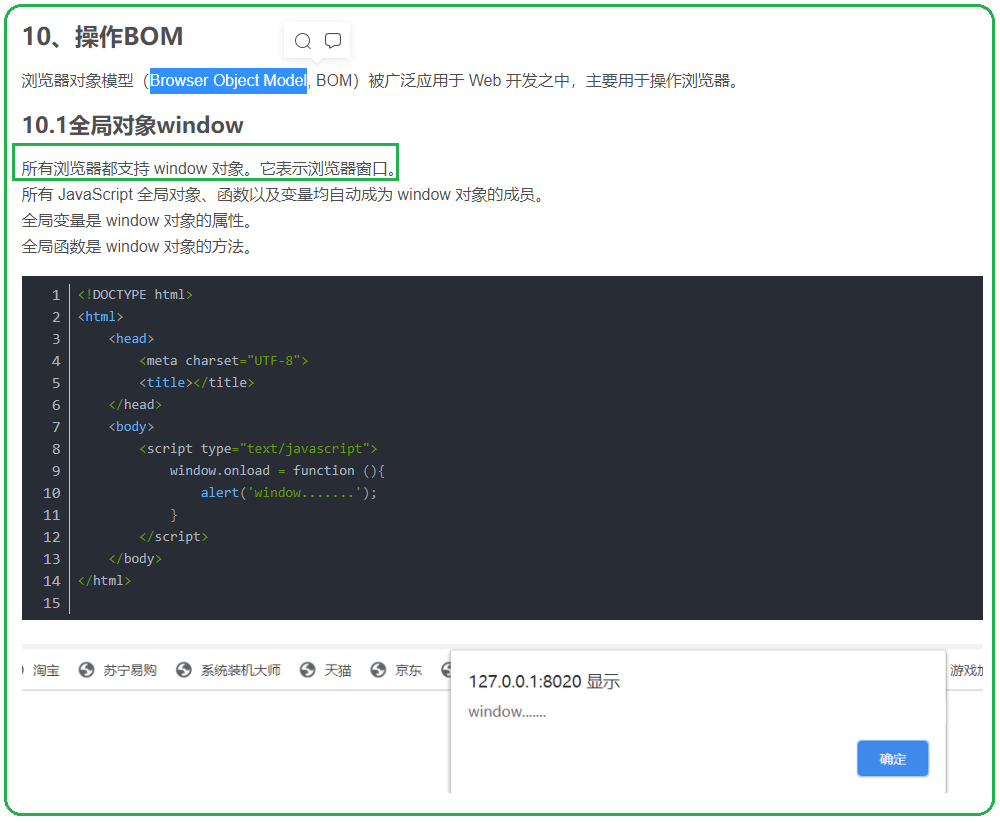 10、操作BOM
浏览器对象模型（Browser Object Model, BOM）被广泛应用于 Web 开发之中，主要用于操作浏览器。
10.1全局对象window
所有浏览器都支持 window 对象。它表示浏览器窗口。
所有 JavaScript 全局对象、函数以及变量均自动成为 window 对象的成员。
全局变量是 window 对象的属性。
全局函数是 window 对象的方法。
1 <!DOCTYPE html>
2 <html>
3 <head>
4 <meta charset="UTF-8">
5 <title></title>
6 </head>
7 <body>
8 <script type="text/javascript">
9 window.onload = function (){
10 alert('window.......');
11 }
12 </script>
13 </body>
14 </html>
15
淘宝 苏宁易购 系统装机大师 天猫 京东 游戏加
127.0.0.1:8020 显示
window.......
确定